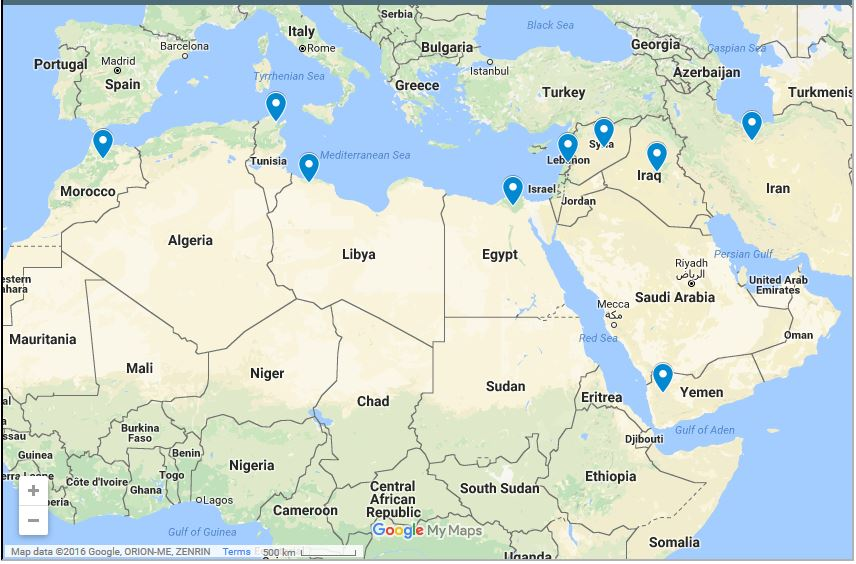 Serbia
Italy
Black Sea
Barcelona
Rome
Bulgaria
Georgia
Caspian Sea
Portugal
Madrid
Istanbul
Azerbaijan
Spain
Tyrrhenian Sea
Greece
Turkey
Turkmenis
Tunisia
Mediterranean Sea
Lebanon
Syria
Iraq
Iran
Morocco
Israel
Jordan
Algeria
Libya
Egypt
Persian Gulf
Riyadh
الرياض
estern
ahara
United Arab
Emirates
Saudi Arabia
Mecca
مكة
Mauritania
Red Sea
Oman
Mali
Niger
Chad
Sudan
Eritrea
Yemen
Burkina
Faso
Gulf of Aden
Djibouti
Guinea
Benin
Nigeria
Ethiopia
Togo
Côte d'Ivoire
Ghana
Lagos
South Sudan
Central
African
Republic
Cameroon
Google My Maps
Gulf of Guinea
Somalia
Uganda
Map data ©2016 Google, ORION-ME, ZENRIN
Terms
500 km